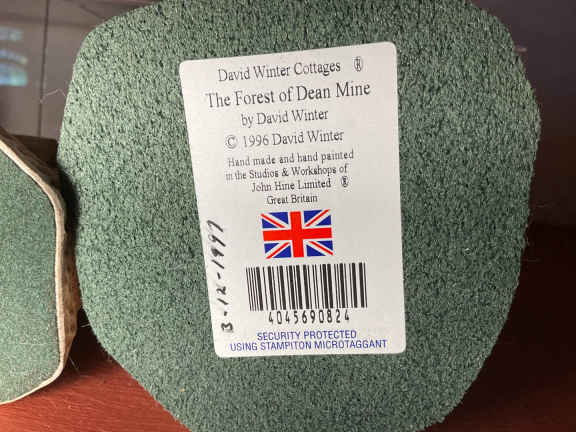 David Winter Cottages ®
The Forest of Dean Mine
by David Winter
© 1996 David Winter
Hand made and hand painted
in the Studios & Workshops of
John Hine Limited ®
Great Britain
4045690824
SECURITY PROTECTED
USING STAMPITON MICROTAGGANT
3-12-1997